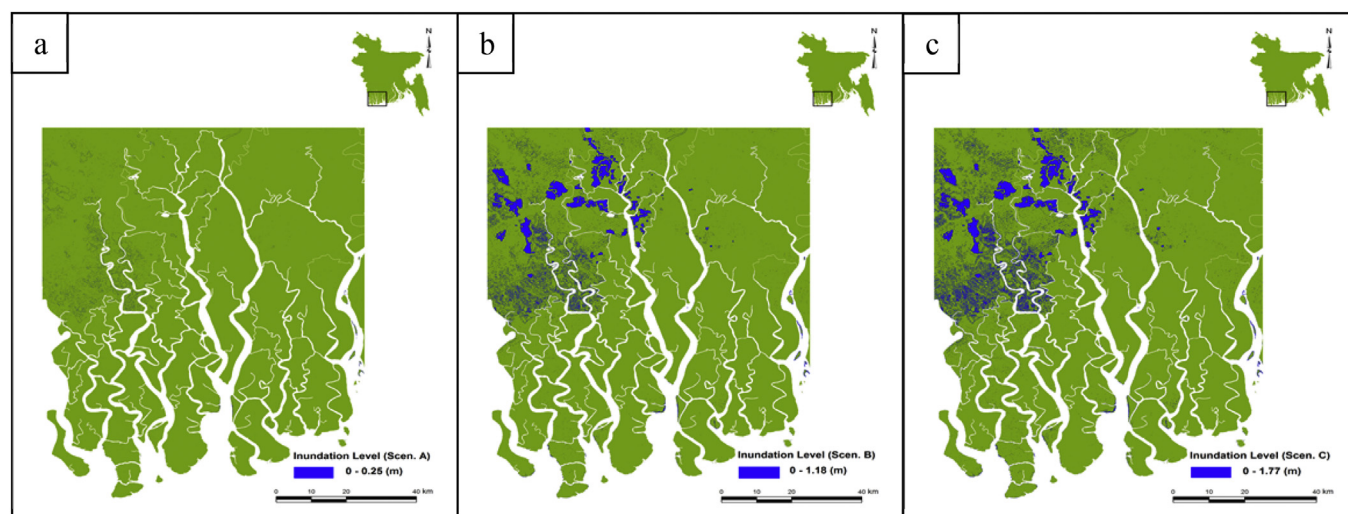 a
N
Inundation Level (Scen. A)
0 - 0.25 (m)
0 10 20 40 km
b
N
Inundation Level (Scen. B)
0 - 1.18 (m)
0 10 20 40 km
c
N
Inundation Level (Scen. C)
0 - 1.77 (m)
0 10 20 40 km